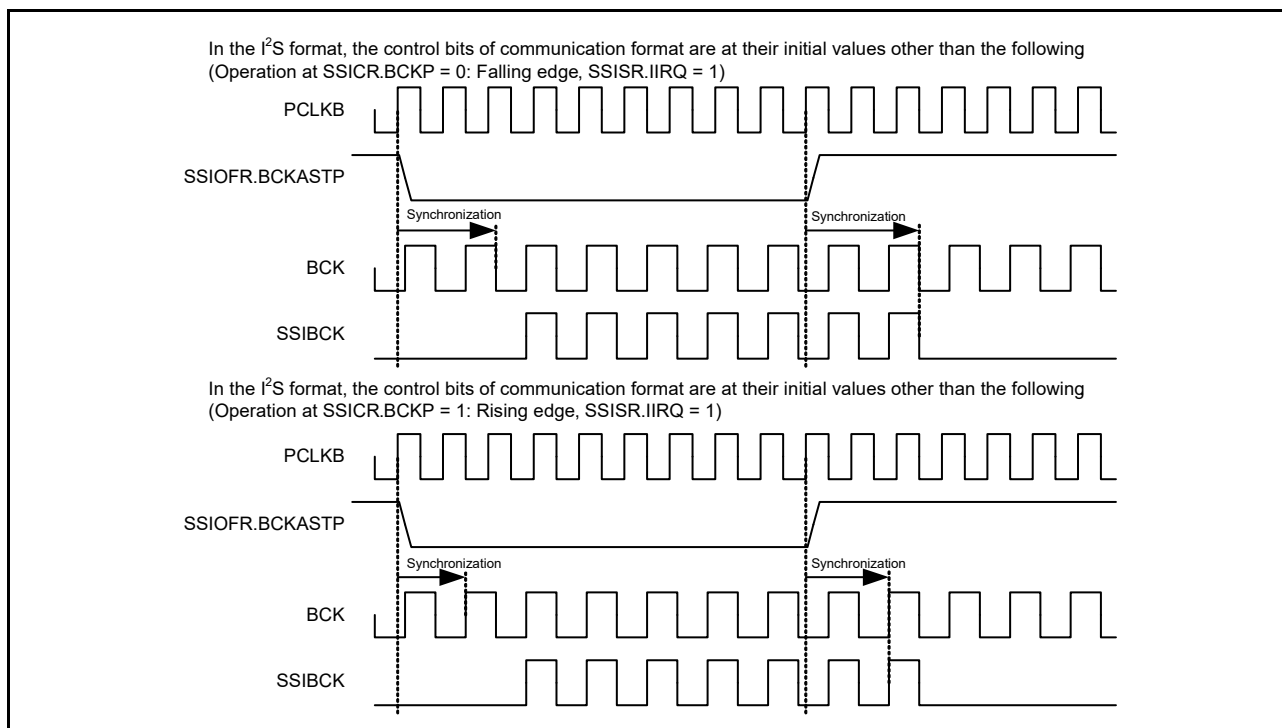 In the I²S format, the control bits of communication format are at their initial values other than the following
(Operation at SSICR.BCKP = 0: Falling edge, SSISR.IIRQ = 1)
PCLKB
SSIOFR.BCKASTP
Synchronization Synchronization
BCK
SSIBCK
In the I²S format, the control bits of communication format are at their initial values other than the following
(Operation at SSICR.BCKP = 1: Rising edge, SSISR.IIRQ = 1)
PCLKB
SSIOFR.BCKASTP
Synchronization Synchronization
BCK
SSIBCK